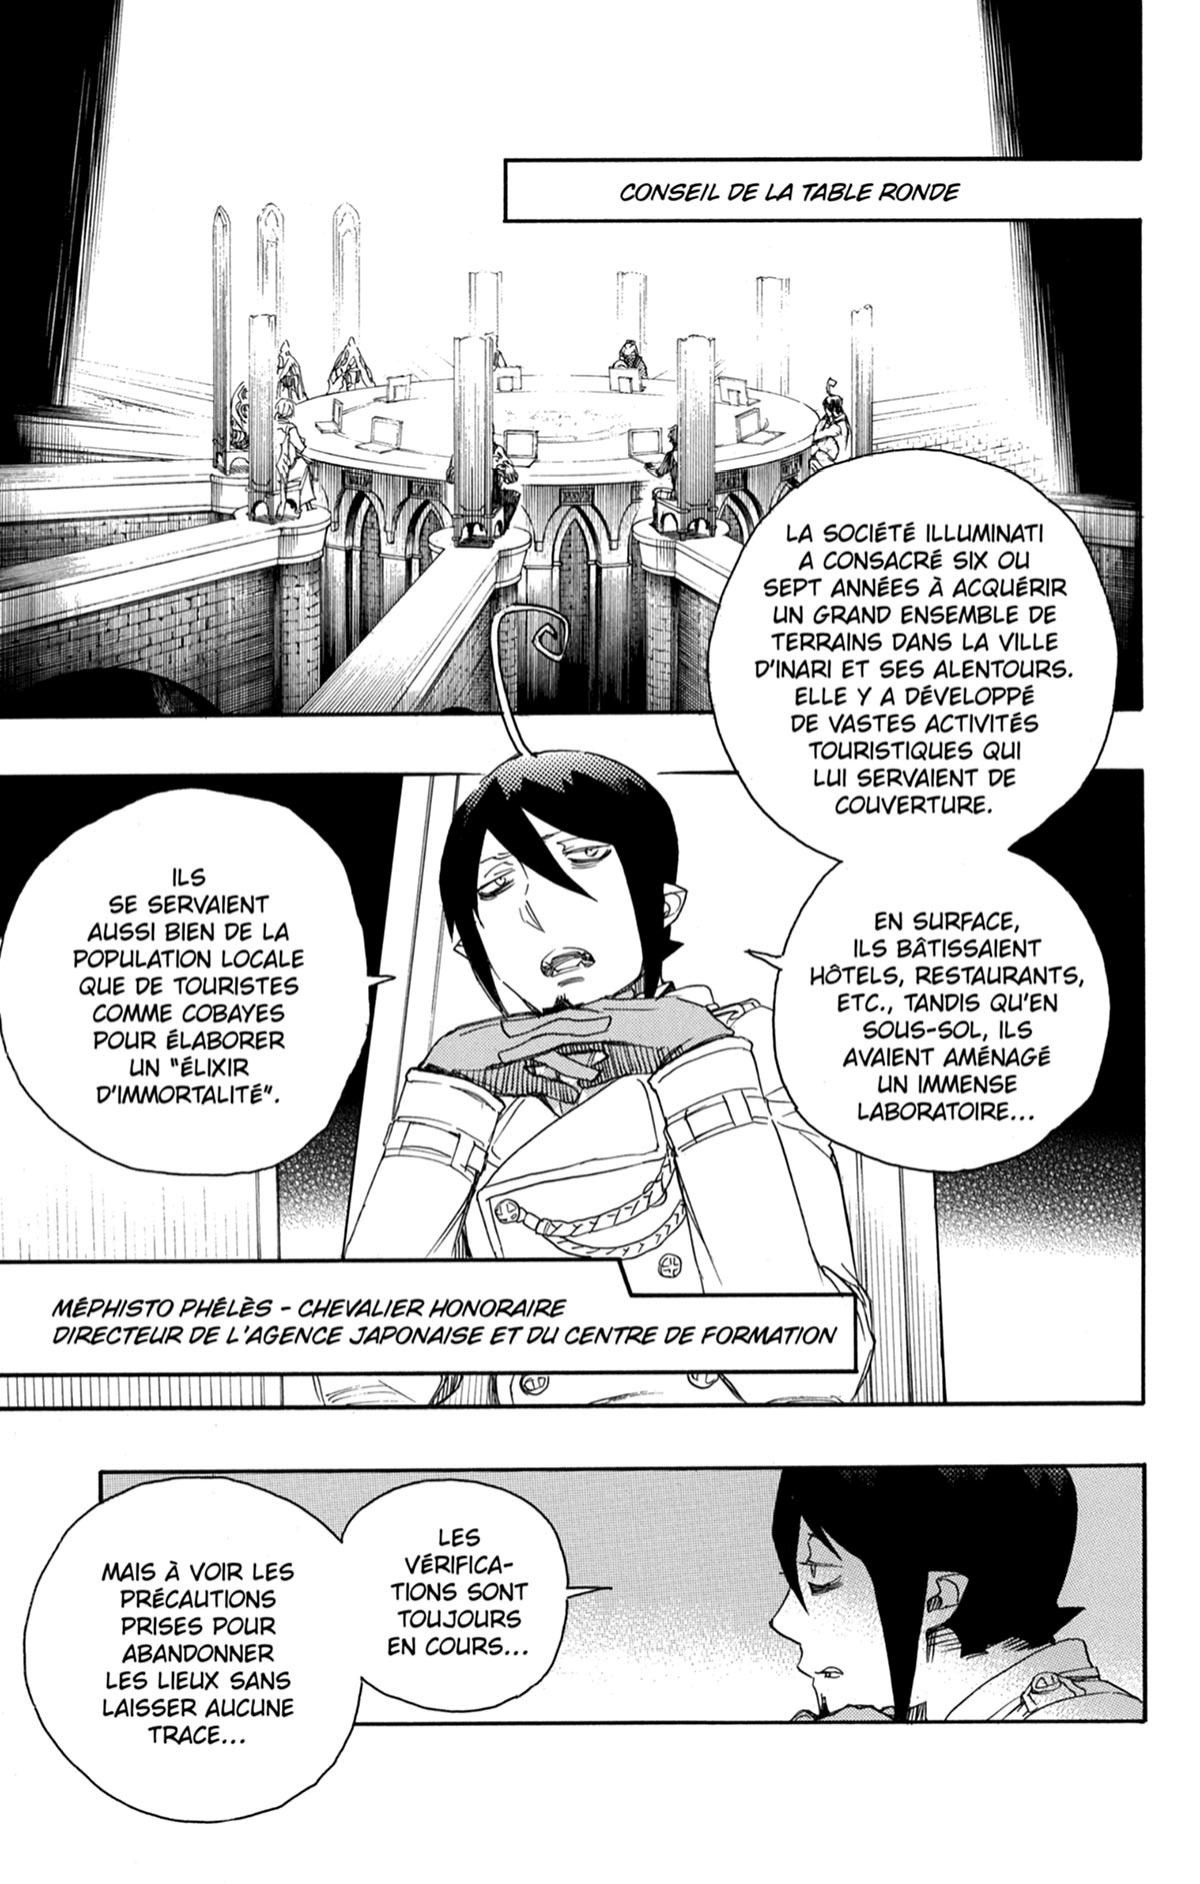 CONSEIL DE LA TABLE RONDE
LA SOCIÉTÉ ILLUMINATI
A CONSACRÉ SIX OU
SEPT ANNÉES À ACQUÉRIR
UN GRAND ENSEMBLE DE
TERRAINS DANS LA VILLE
D'INARI ET SES ALENTOURS.
ELLE Y A DÉVELOPPÉ
DE VASTES ACTIVITÉS
TOURISTIQUES QUI
LUI SERVAIENT DE
COUVERTURE.
EN SURFACE,
ILS BÂTISSAIENT
HÔTELS, RESTAURANTS,
ETC., TANDIS QU'EN
SOUS-SOL, ILS
AVAIENT AMÉNAGÉ
UN IMMENSE
LABORATOIRE...
ILS
SE SERVAIENT
AUSSI BIEN DE LA
POPULATION LOCALE
QUE DE TOURISTES
COMME COBAYES
POUR ÉLABORER
UN "ÉLIXIR
D'IMMORTALITÉ".
MÉPHISTO PHÉLÈS - CHEVALIER HONORAIRE
DIRECTEUR DE L'AGENCE JAPONAISE ET DU CENTRE DE FORMATION
LES
VÉRIFICA-
TIONS SONT
TOUJOURS
EN COURS...
MAIS À VOIR LES
PRÉCAUTIONS
PRISES POUR
ABANDONNER
LES LIEUX SANS
LAISSER AUCUNE
TRACE...